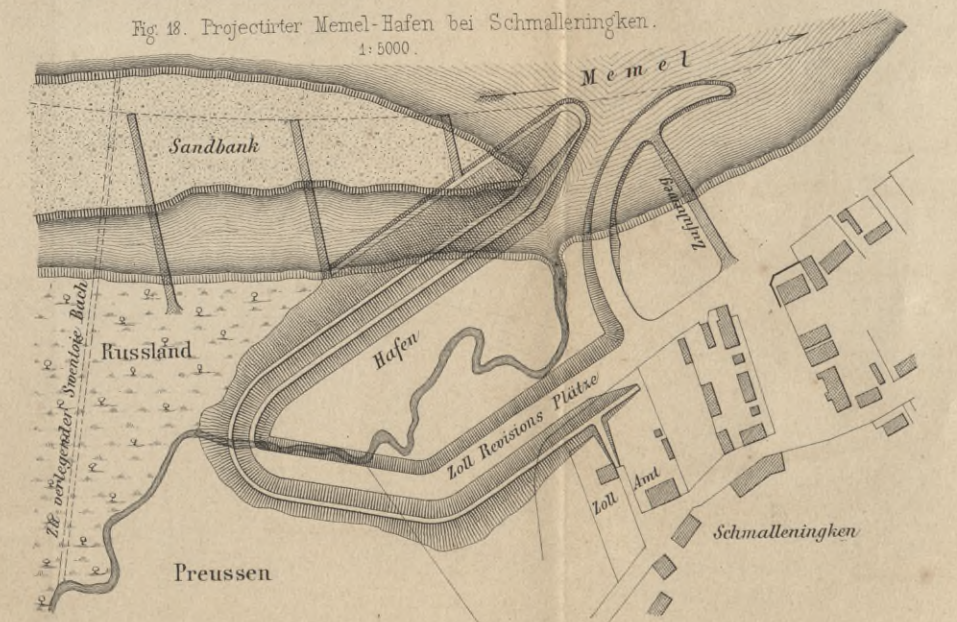 Fig. 18. Projectirter Memel-Hafen bei Schmalleningken.
1:5000.
Memel
Sandbank
Zufuhrweg
Zu verlegender Swentoje Bach
Russland
Hafen
Zoll Revisions Plätze
Zoll Amt
Schmalleningken
Preussen